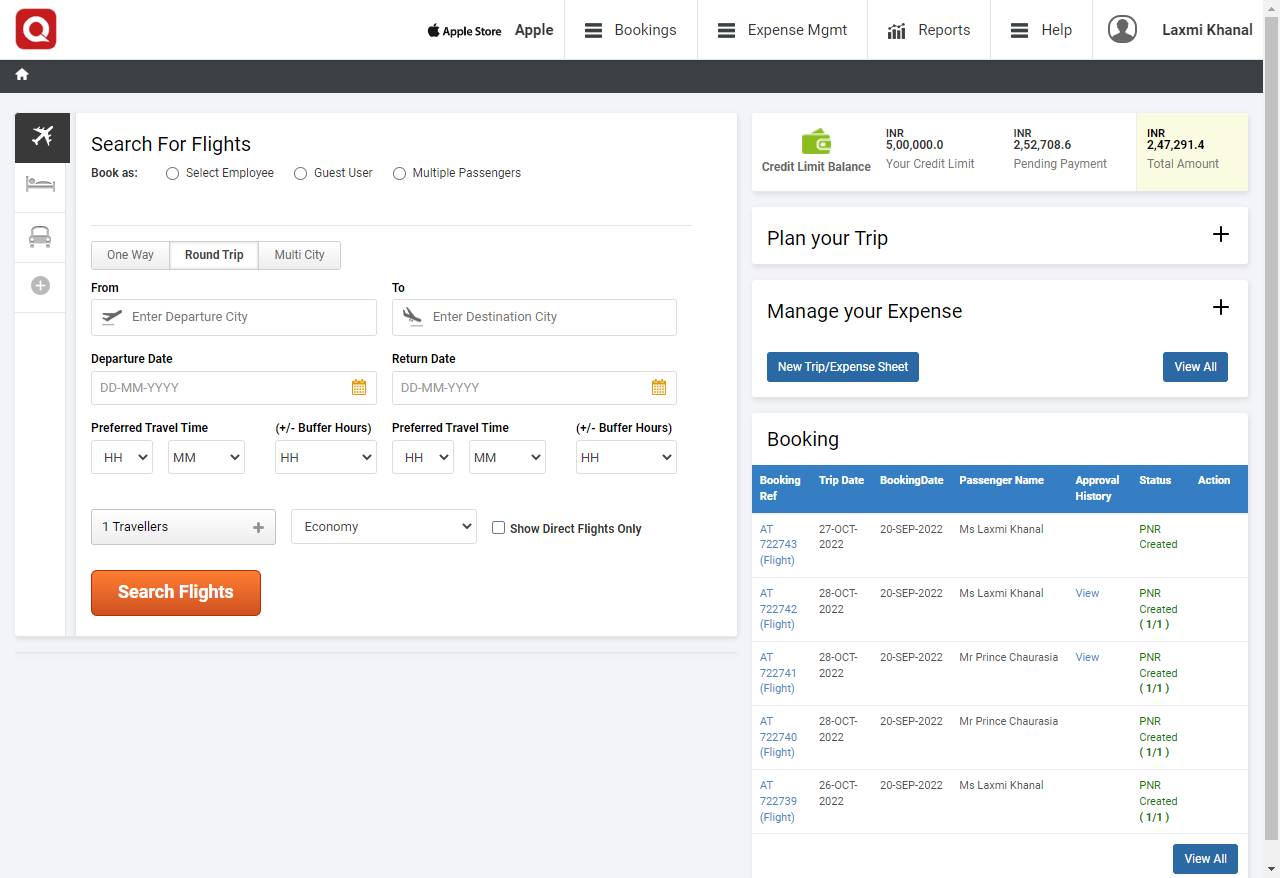 Apple Store
Apple
Bookings
Expense Mgmt
Reports
Help
Laxmi Khanal
Search For Flights
Book as:
Select Employee
Guest User
Multiple Passengers
One Way
Round Trip
Multi City
From
To
Enter Departure City
Enter Destination City
Departure Date
Return Date
DD-MM-YYYY
DD-MM-YYYY
Preferred Travel Time
(+/- Buffer Hours)
Preferred Travel Time
(+/- Buffer Hours)
HH
MM
HH
HH
MM
HH
1 Travellers
Economy
Show Direct Flights Only
Search Flights
Credit Limit Balance
INR
5,00,000.0
Your Credit Limit
INR
2,52,708.6
Pending Payment
INR
2,47,291.4
Total Amount
Plan your Trip
Manage your Expense
New Trip/Expense Sheet
View All
Booking
Booking Ref
Trip Date
BookingDate
Passenger Name
Approval History
Status
Action
AT 722743 (Flight)
27-OCT-2022
20-SEP-2022
Ms Laxmi Khanal
PNR Created
AT 722742 (Flight)
28-OCT-2022
20-SEP-2022
Ms Laxmi Khanal
View
PNR Created ( 1/1 )
AT 722741 (Flight)
28-OCT-2022
20-SEP-2022
Mr Prince Chaurasia
View
PNR Created ( 1/1 )
AT 722740 (Flight)
28-OCT-2022
20-SEP-2022
Mr Prince Chaurasia
PNR Created ( 1/1 )
AT 722739 (Flight)
26-OCT-2022
20-SEP-2022
Ms Laxmi Khanal
PNR Created ( 1/1 )
View All